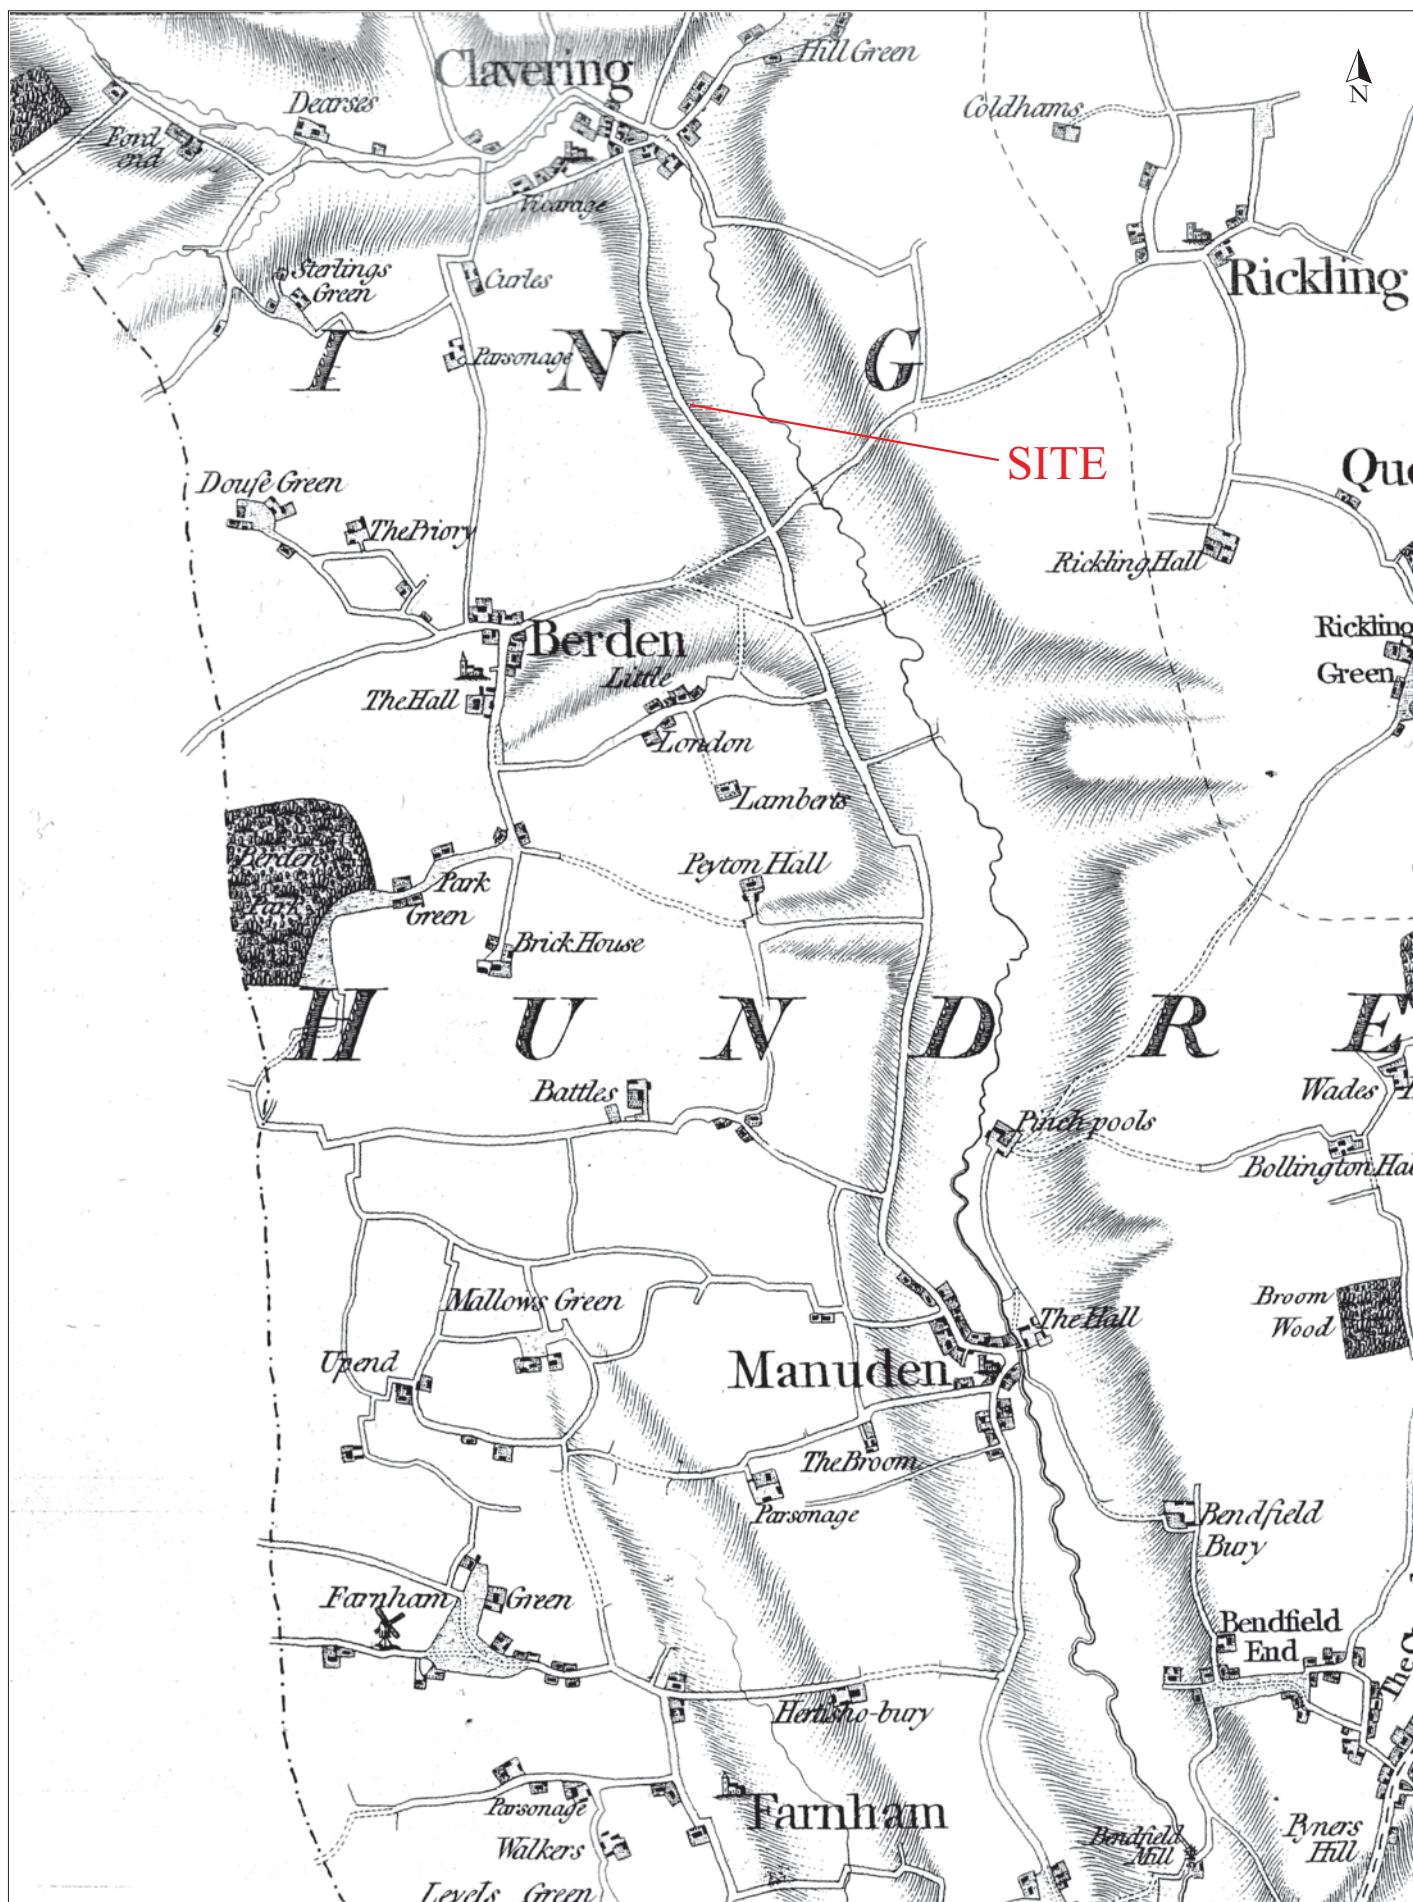 Hill Green
Clavering
N
Dearses
Coldhams
Ford
end
Vicarage
Sterlings
Green
Curles
Rickling
I N G
Parsonage
SITE
Quе
Douse Green
The Priory
Rickling Hall
Berden
Rickling
Green
Little
London
The Hall
Lamberts
Berden
Park
Park
Green
Peyton Hall
Brick House
H U N D R E
Battles
Wades
Pinchpools
Bollington Hal
Mallows Green
The Hall
Broom
Wood
Upend
Manuden
The Broom
Parsonage
Bendfield
Bury
Farnham Green
Bendfield
End
The
Parsonage
Farnham
Walkers
Bendfield
Mill
Pyners
Hill
Levels Green